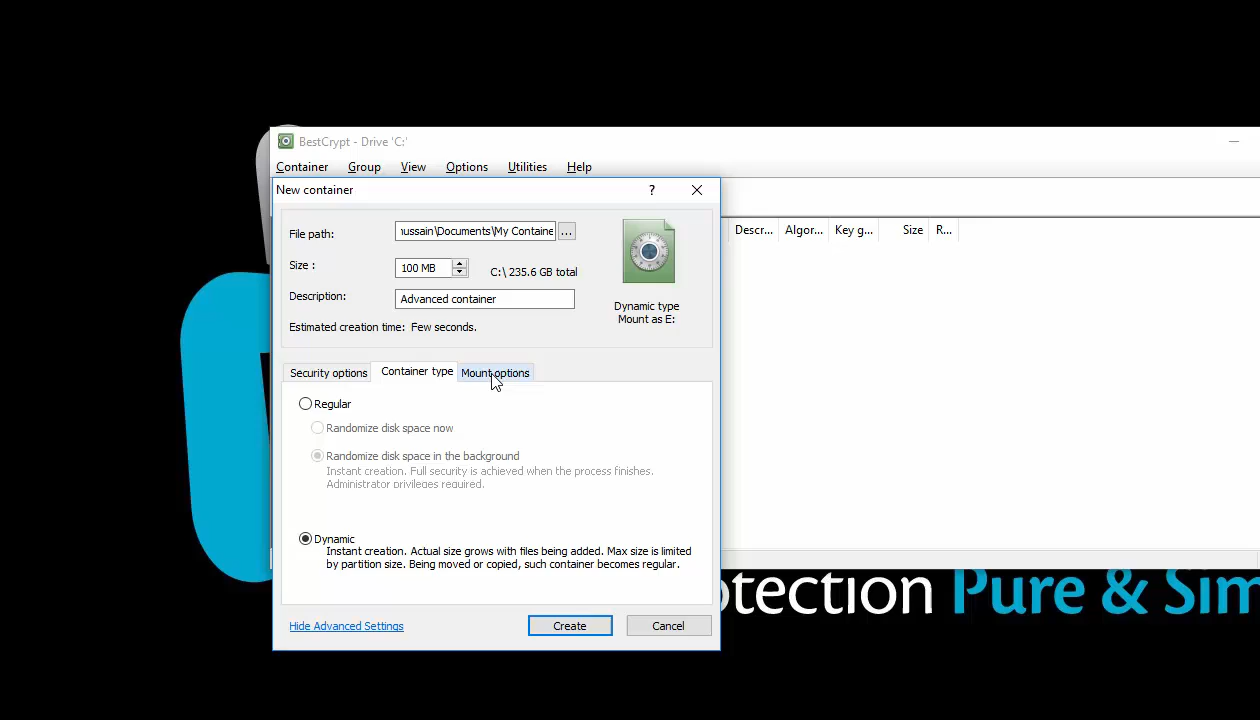 BestCrypt - Drive 'C:'
Container Group View Options Utilities Help
New container ?
File path: ussain\Documents\My Containe ...
Size : 100 MB C:\ 235.6 GB total
Description: Advanced container
Estimated creation time: Few seconds.
Dynamic type
Mount as E:
Descr... Algor... Key g... Size R...
Security options Container type Mount options
Regular
Randomize disk space now
Randomize disk space in the background
Instant creation. Full security is achieved when the process finishes.
Administrator privileges required.
Dynamic
Instant creation. Actual size grows with files being added. Max size is limited
by partition size. Being moved or copied, such container becomes regular.
Hide Advanced Settings Create Cancel
otection Pure & Sim